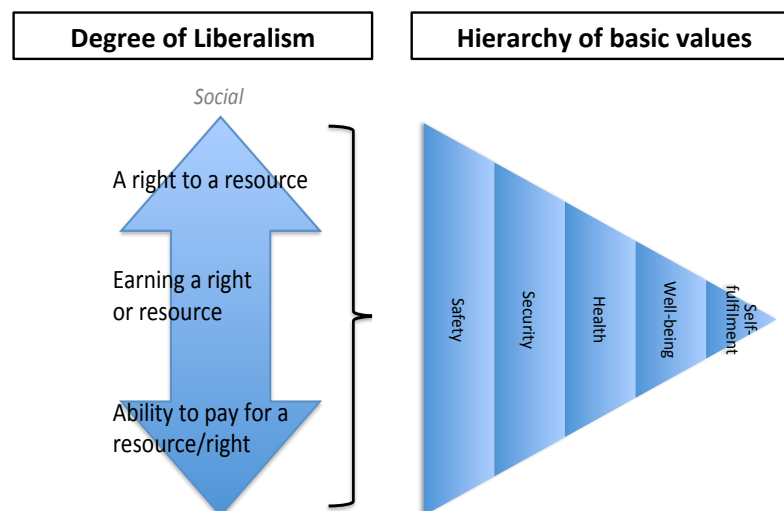 Degree of Liberalism
Hierarchy of basic values
Social
A right to a resource
Earning a right
or resource
Ability to pay for a
resource/right
Safety
Security
Health
Well-being
Self-
fulfilment